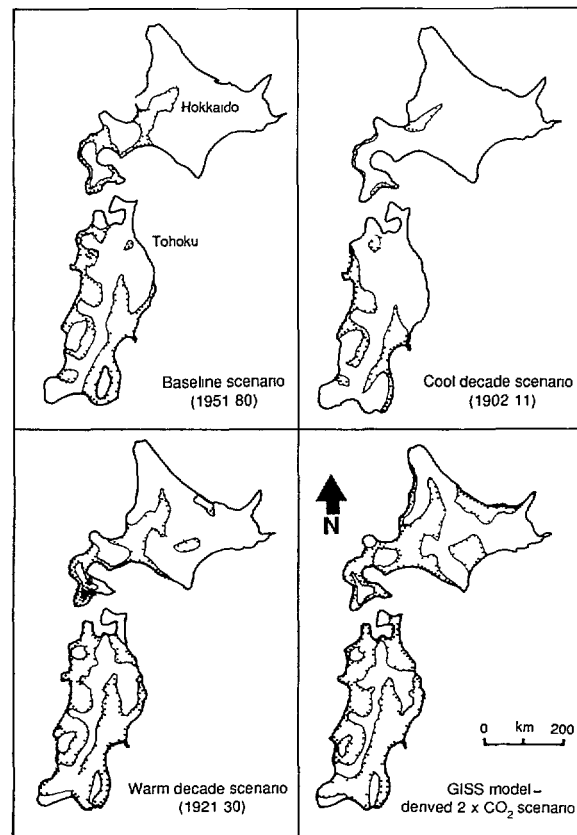 Hokkaido
Tohoku
Baseline scenario
(1951 80)
Cool decade scenario
(1902 11)
Warm decade scenario
(1921 30)
N
0 km 200
GISS model–
derved 2 x CO₂ scenario